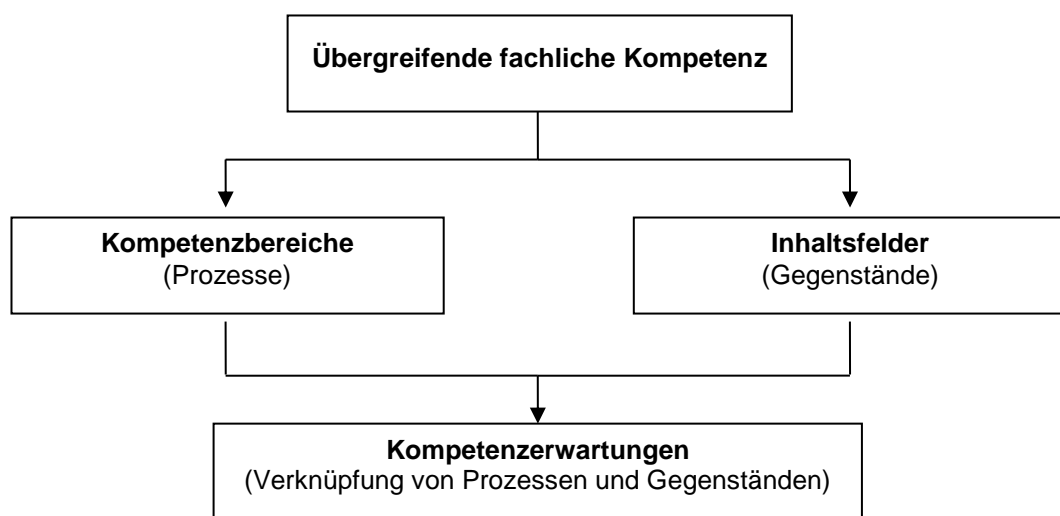 Übergreifende fachliche Kompetenz
Kompetenzbereiche
(Prozesse)
Inhaltsfelder
(Gegenstände)
Kompetenzerwartungen
(Verknüpfung von Prozessen und Gegenständen)